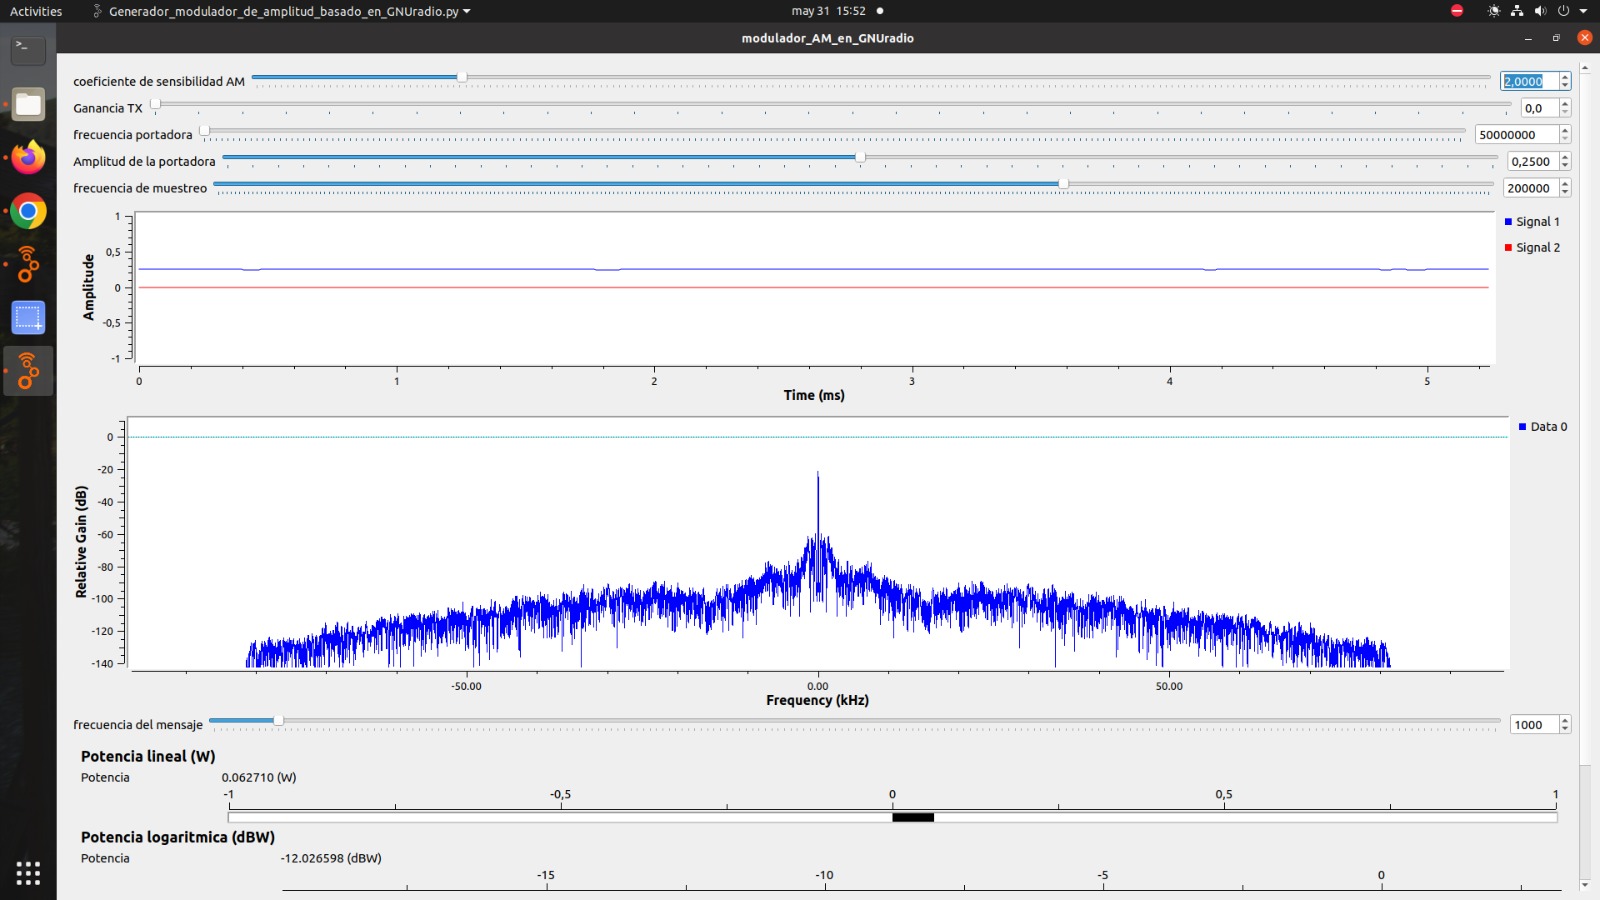 Activities Generador_modulador_de_amplitud_basado_en_GNUradio.py may 31 15:52
modulador_AM_en_GNUradio
coeficiente de sensibilidad AM 2,0000
Ganancia TX 0,0
frecuencia portadora 50000000
Amplitud de la portadora 0,2500
frecuencia de muestreo 200000
Signal 1
Signal 2
Amplitude
1
0,5
0
-0,5
-1
0 1 2 3 4 5
Time (ms)
Data 0
Relative Gain (dB)
0
-20
-40
-60
-80
-100
-120
-140
-50.00 0.00 50.00
Frequency (kHz)
frecuencia del mensaje 1000
Potencia lineal (W)
Potencia 0.062710 (W)
-1 -0,5 0 0,5 1
Potencia logaritmica (dBW)
Potencia -12.026598 (dBW)
-15 -10 -5 0